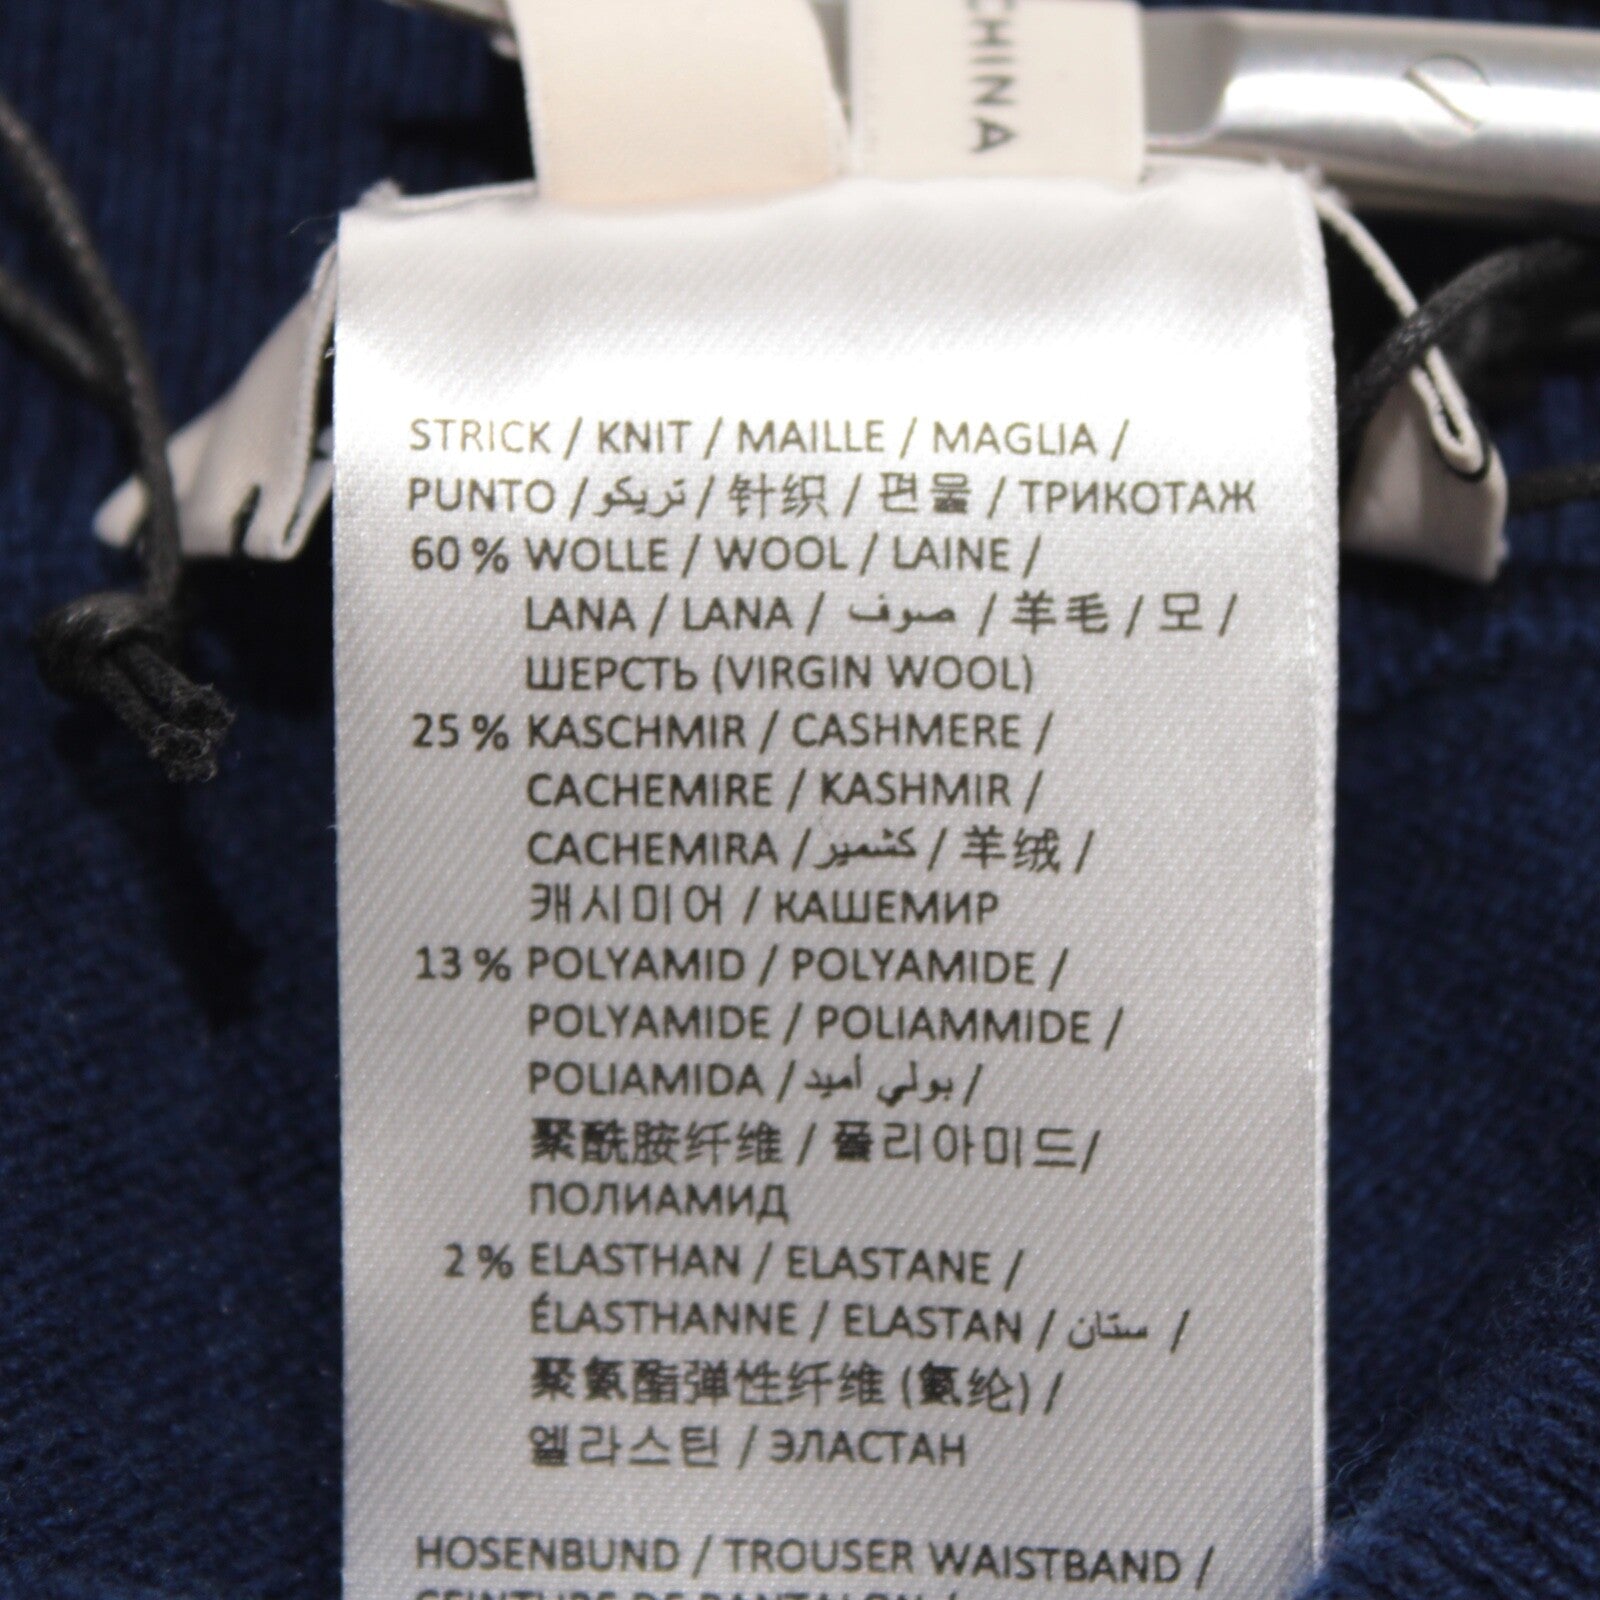 CHINA
STRICK / KNIT / MAILLE / MAGLIA /
PUNTO / تريكو / 针织 / 편물 / ТРИКОТАЖ
60 % WOLLE / WOOL / LAINE /
LANA / LANA / صوف / 羊毛 / 모 /
ШЕРСТЬ (VIRGIN WOOL)
25 % KASCHMIR / CASHMERE /
CACHEMIRE / KASHMIR /
CACHEMIRA / كشمير / 羊绒 /
캐시미어 / КАШЕМИР
13 % POLYAMID / POLYAMIDE /
POLYAMIDE / POLIAMMIDE /
POLIAMIDA / بولي أميد /
聚酰胺纤维 / 폴리아미드/
ПОЛИАМИД
2 % ELASTHAN / ELASTANE /
ÉLASTHANNE / ELASTAN / ستان /
聚氨酯弹性纤维 (氨纶) /
엘라스틴 / ЭЛАСТАН
HOSENBUND / TROUSER WAISTBAND /
CEINTURE DE PANTALON /